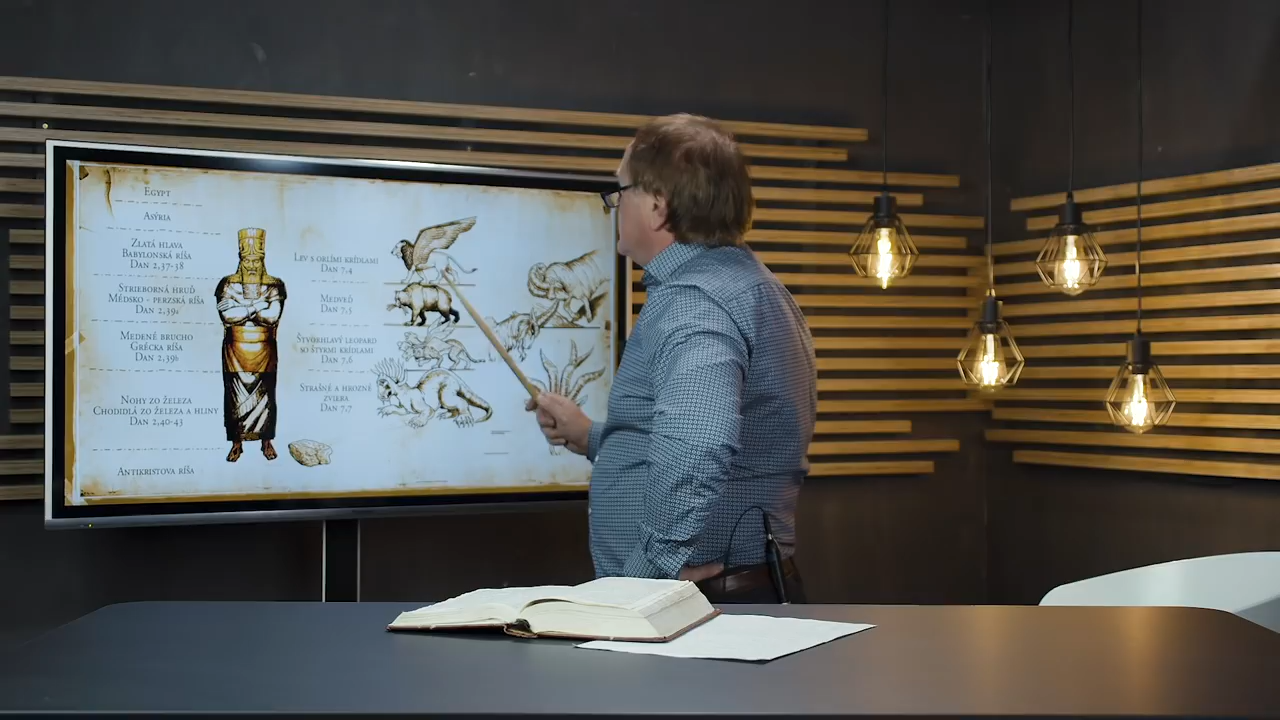 Egypt
Asýria
Zlatá hlava
Babylonská ríša
Dan 2,37-38
Strieborná hruď
Médsko - perzská ríša
Dan 2,39a
Medené brucho
Grécka ríša
Dan 2,39b
Nohy zo železa
Chodidlá zo železa a hliny
Dan 2,40-43
Antikristova ríša
Lev s orlími krídlami
Dan 7,4
Medveď
Dan 7,5
Štvorhlavý leopard
so štyrmi krídlami
Dan 7,6
Strašné a hrozné
zviera
Dan 7,7